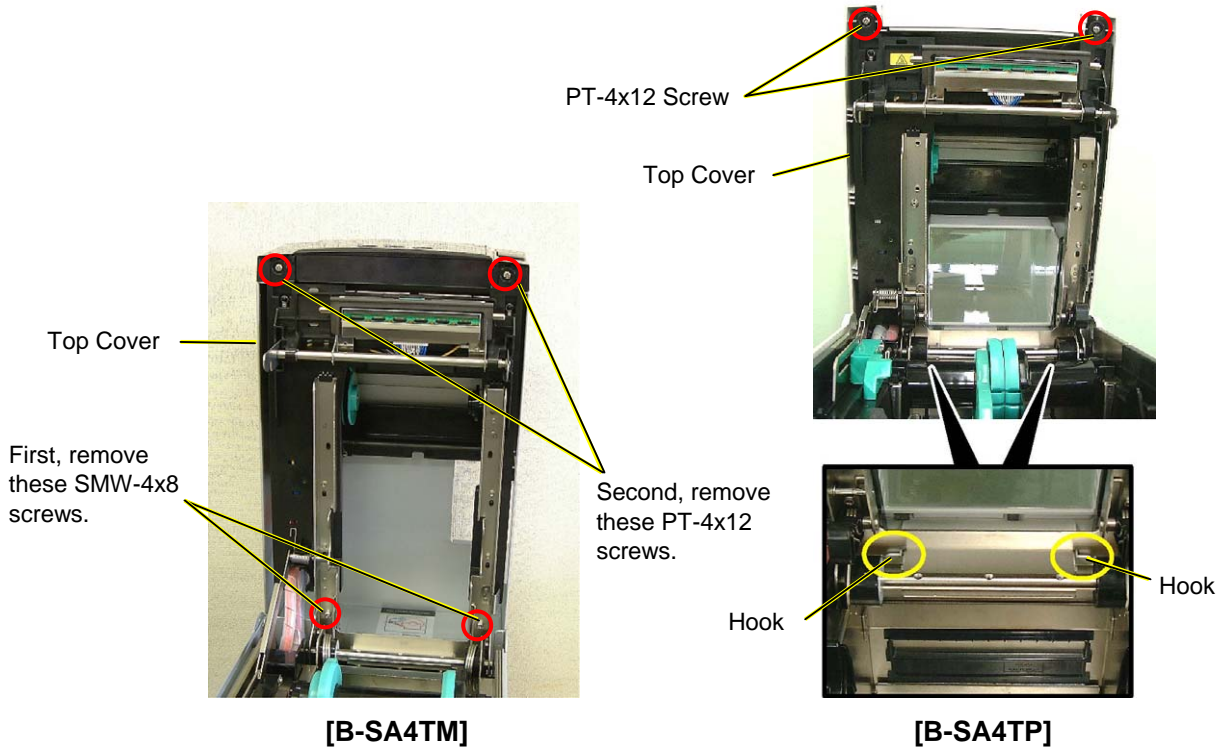 PT-4x12 Screw
Top Cover
Top Cover
First, remove
these SMW-4x8
screws.
Second, remove
these PT-4x12
screws.
Hook
Hook
[B-SA4TM]
[B-SA4TP]